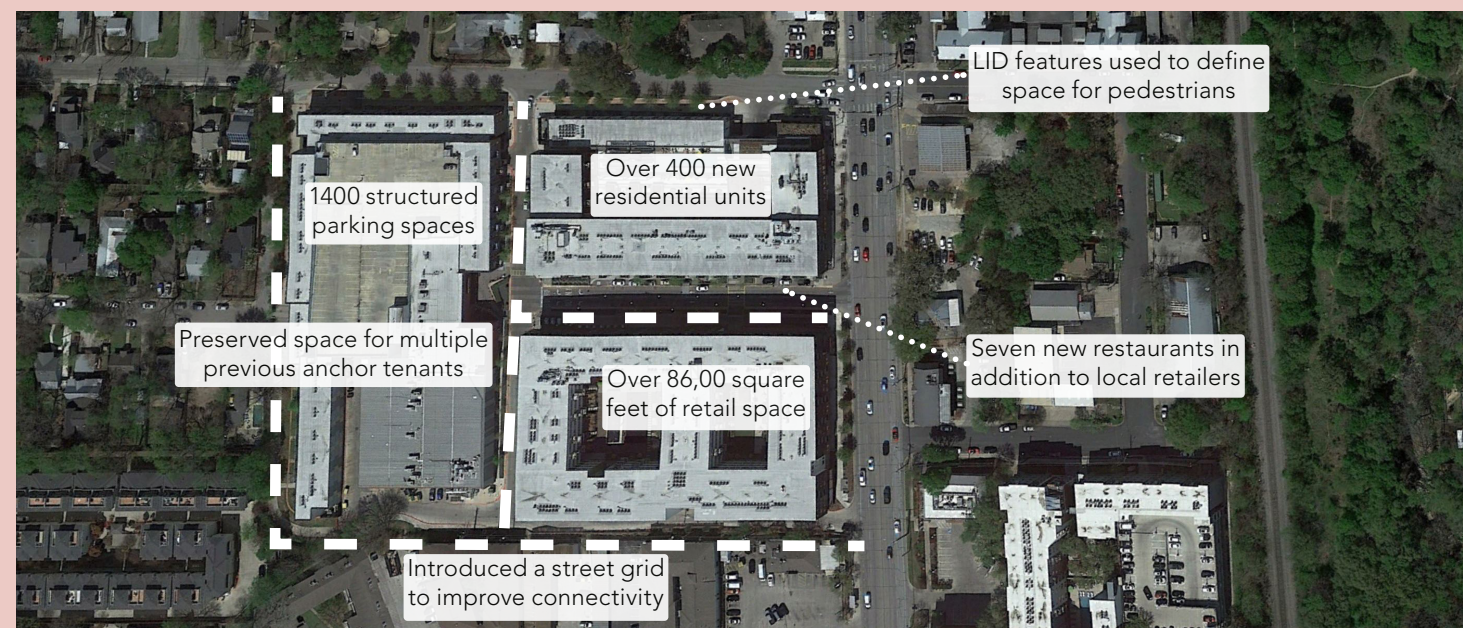 LID features used to define
space for pedestrians
Over 400 new
residential units
1400 structured
parking spaces
Preserved space for multiple
previous anchor tenants
Seven new restaurants in
addition to local retailers
Over 86,00 square
feet of retail space
Introduced a street grid
to improve connectivity